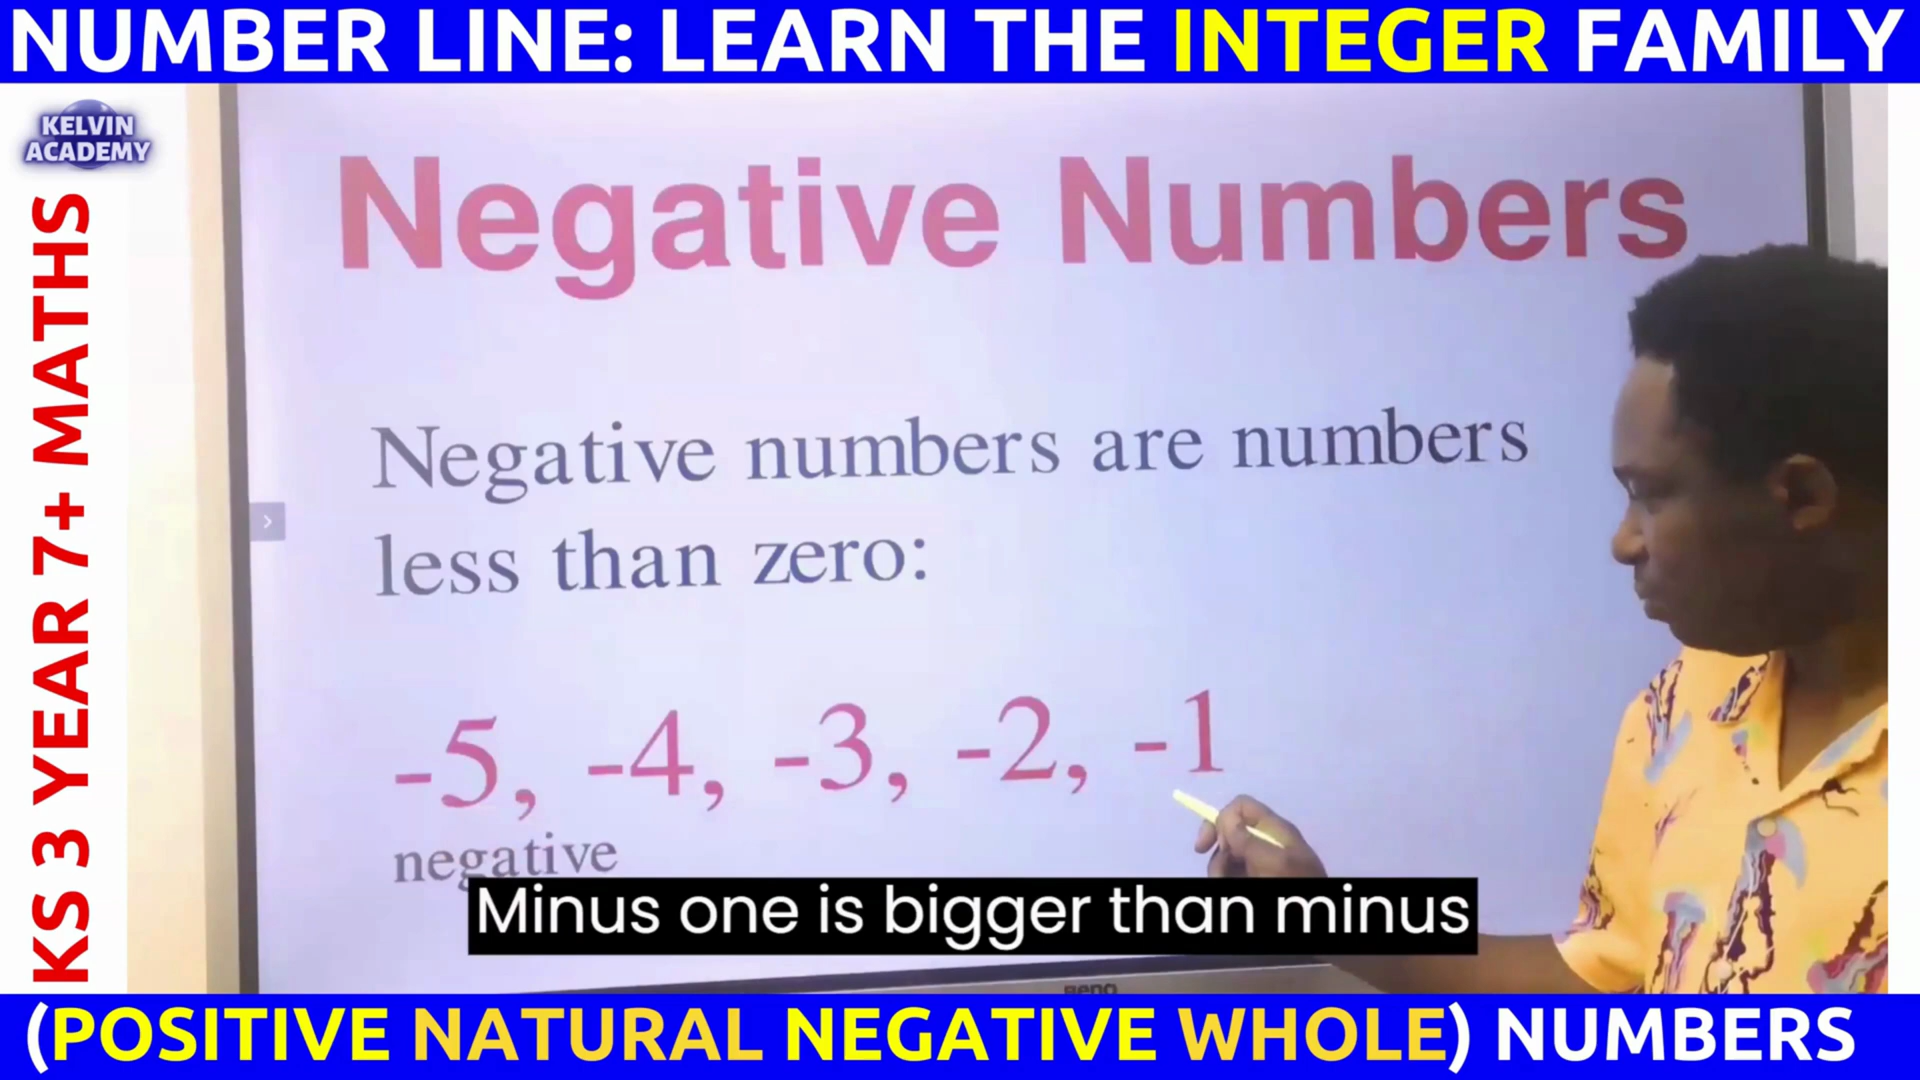 NUMBER LINE: LEARN THE INTEGER FAMILY
KELVIN
ACADEMY
KS 3 YEAR 7+ MATHS
Negative Numbers
Negative numbers are numbers
less than zero:
-5, -4, -3, -2, -1
negative
Minus one is bigger than minus
(POSITIVE NATURAL NEGATIVE WHOLE) NUMBERS